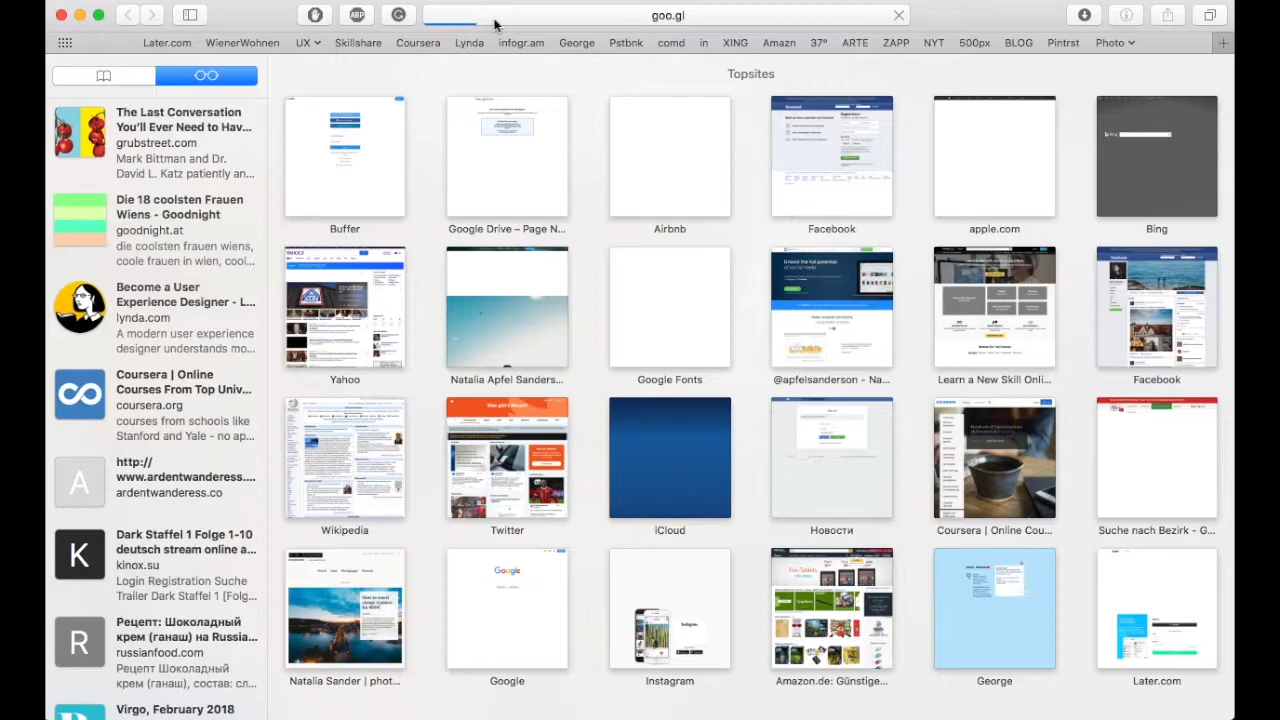 ABP
goo.gl
Later.com WienerWohnen UX Skillshare Coursera Lynda infogr.am George Pstbnk comd in XING Amazn 37° ARTE ZAPP NYT 500px BLOG Pintrst Photo
Topsites
The Last Conversation
You'll Ever Need to Hav...
grubstreet.com
Mark Bittman and Dr.
David L. Katz patiently an...
Die 18 coolsten Frauen
Wiens - Goodnight
goodnight.at
die coolsten frauen wiens,
coole frauen wien, cool...
Become a User
Experience Designer - L...
lynda.com
user experience
designer understands mo...
Coursera | Online
Courses From Top Univ...
coursera.org
courses from schools like
Stanford and Yale - no ap...
http://
www.ardentwanderess....
ardentwanderess.co
K
Dark Staffel 1 Folge 1-10
deutsch stream online a...
Login Registration Suche
Trailer Dark Staffel 1 [Folg...
R
Рецепт: Шоколадный
крем (ганаш) на Russia...
russianfood.com
Рецепт Шоколадный
крем (ганаш), состав: сл...
Virgo, February 2018
Buffer
Google Drive – Page N...
Airbnb
Facebook
apple.com
Bing
Yahoo
Natalia Apfel Sanders...
Google Fonts
@apfelsanderson - Na...
Learn a New Skill Onli...
Facebook
Wikipedia
Twitter
iCloud
Новости
Coursera | Online Cou...
Suche nach Bezirk - G...
Google
Instagram
Natalia Sander | phot...
Google
Instagram
Amazon.de: Günstige...
George
Later.com